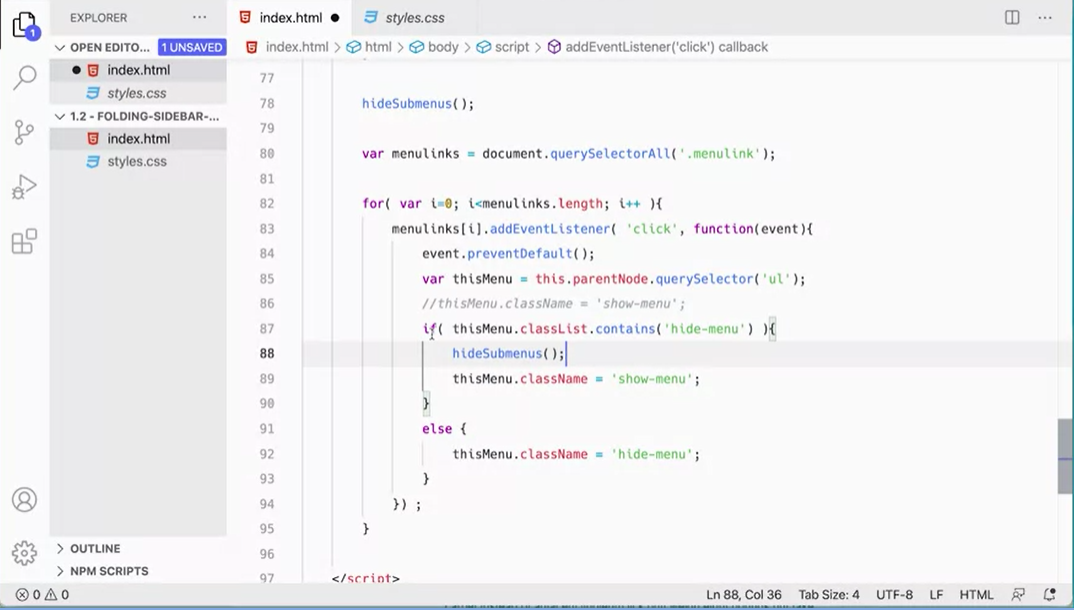 EXPLORER
index.html
styles.css
OPEN EDITO...
1 UNSAVED
index.html
styles.css
1.2 - FOLDING-SIDEBAR-...
index.html
styles.css
OUTLINE
NPM SCRIPTS
1
index.html > html > body > script > addEventListener('click') callback
77
78 hideSubmenus();
79
80 var menulinks = document.querySelectorAll('.menulink');
81
82 for( var i=0; i<menulinks.length; i++ ){
83 menulinks[i].addEventListener( 'click', function(event){
84 event.preventDefault();
85 var thisMenu = this.parentNode.querySelector('ul');
86 //thisMenu.className = 'show-menu';
87 if( thisMenu.classList.contains('hide-menu') ){
88 hideSubmenus();
89 thisMenu.className = 'show-menu';
90 }
91 else {
92 thisMenu.className = 'hide-menu';
93 }
94 }) ;
95 }
96
97 </script>
0 0
Ln 88, Col 36 Tab Size: 4 UTF-8 LF HTML